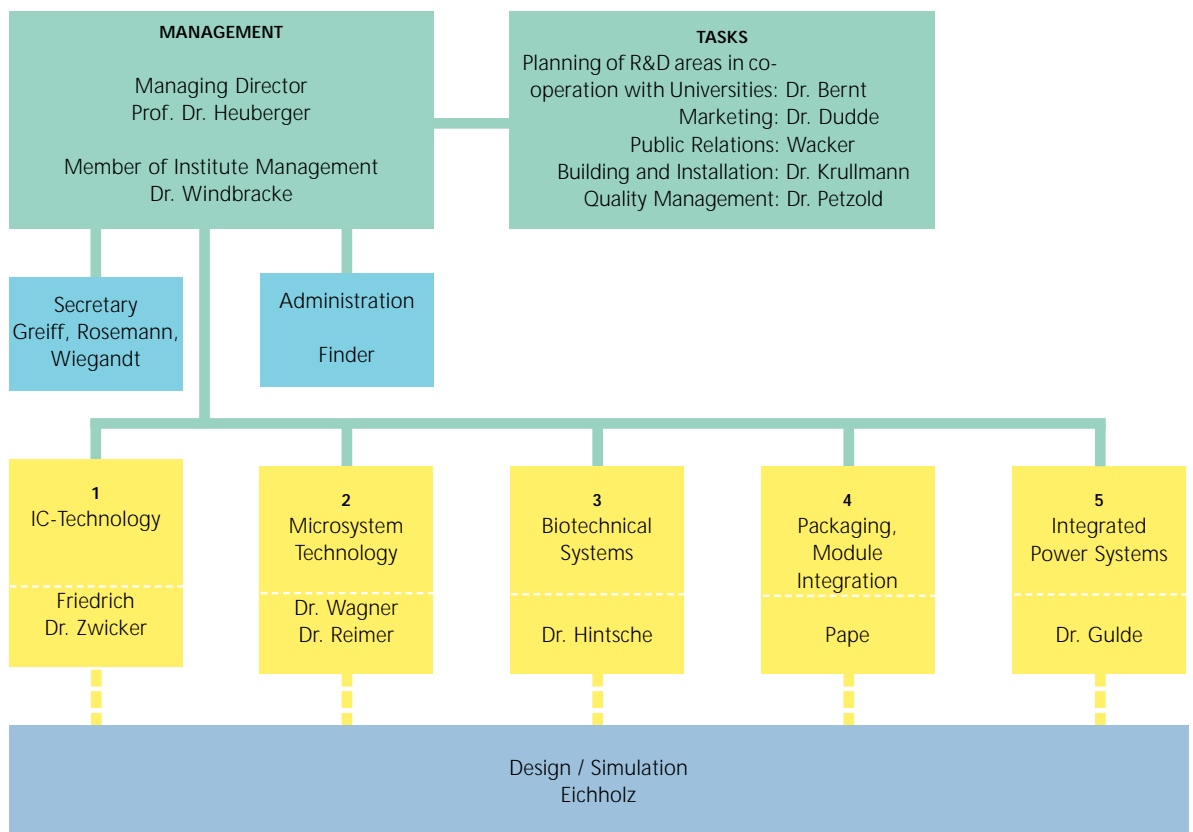 MANAGEMENT
Managing Director
Prof. Dr. Heuberger
Member of Institute Management
Dr. Windbracke
TASKS
Planning of R&D areas in co-
operation with Universities: Dr. Bernt
Marketing: Dr. Dudde
Public Relations: Wacker
Building and Installation: Dr. Krullmann
Quality Management: Dr. Petzold
Secretary
Greiff, Rosemann,
Wiegandt
Administration
Finder
1
IC-Technology
Friedrich
Dr. Zwicker
2
Microsystem
Technology
Dr. Wagner
Dr. Reimer
3
Biotechnical
Systems
Dr. Hintsche
4
Packaging,
Module
Integration
Pape
5
Integrated
Power Systems
Dr. Gulde
Design / Simulation
Eichholz